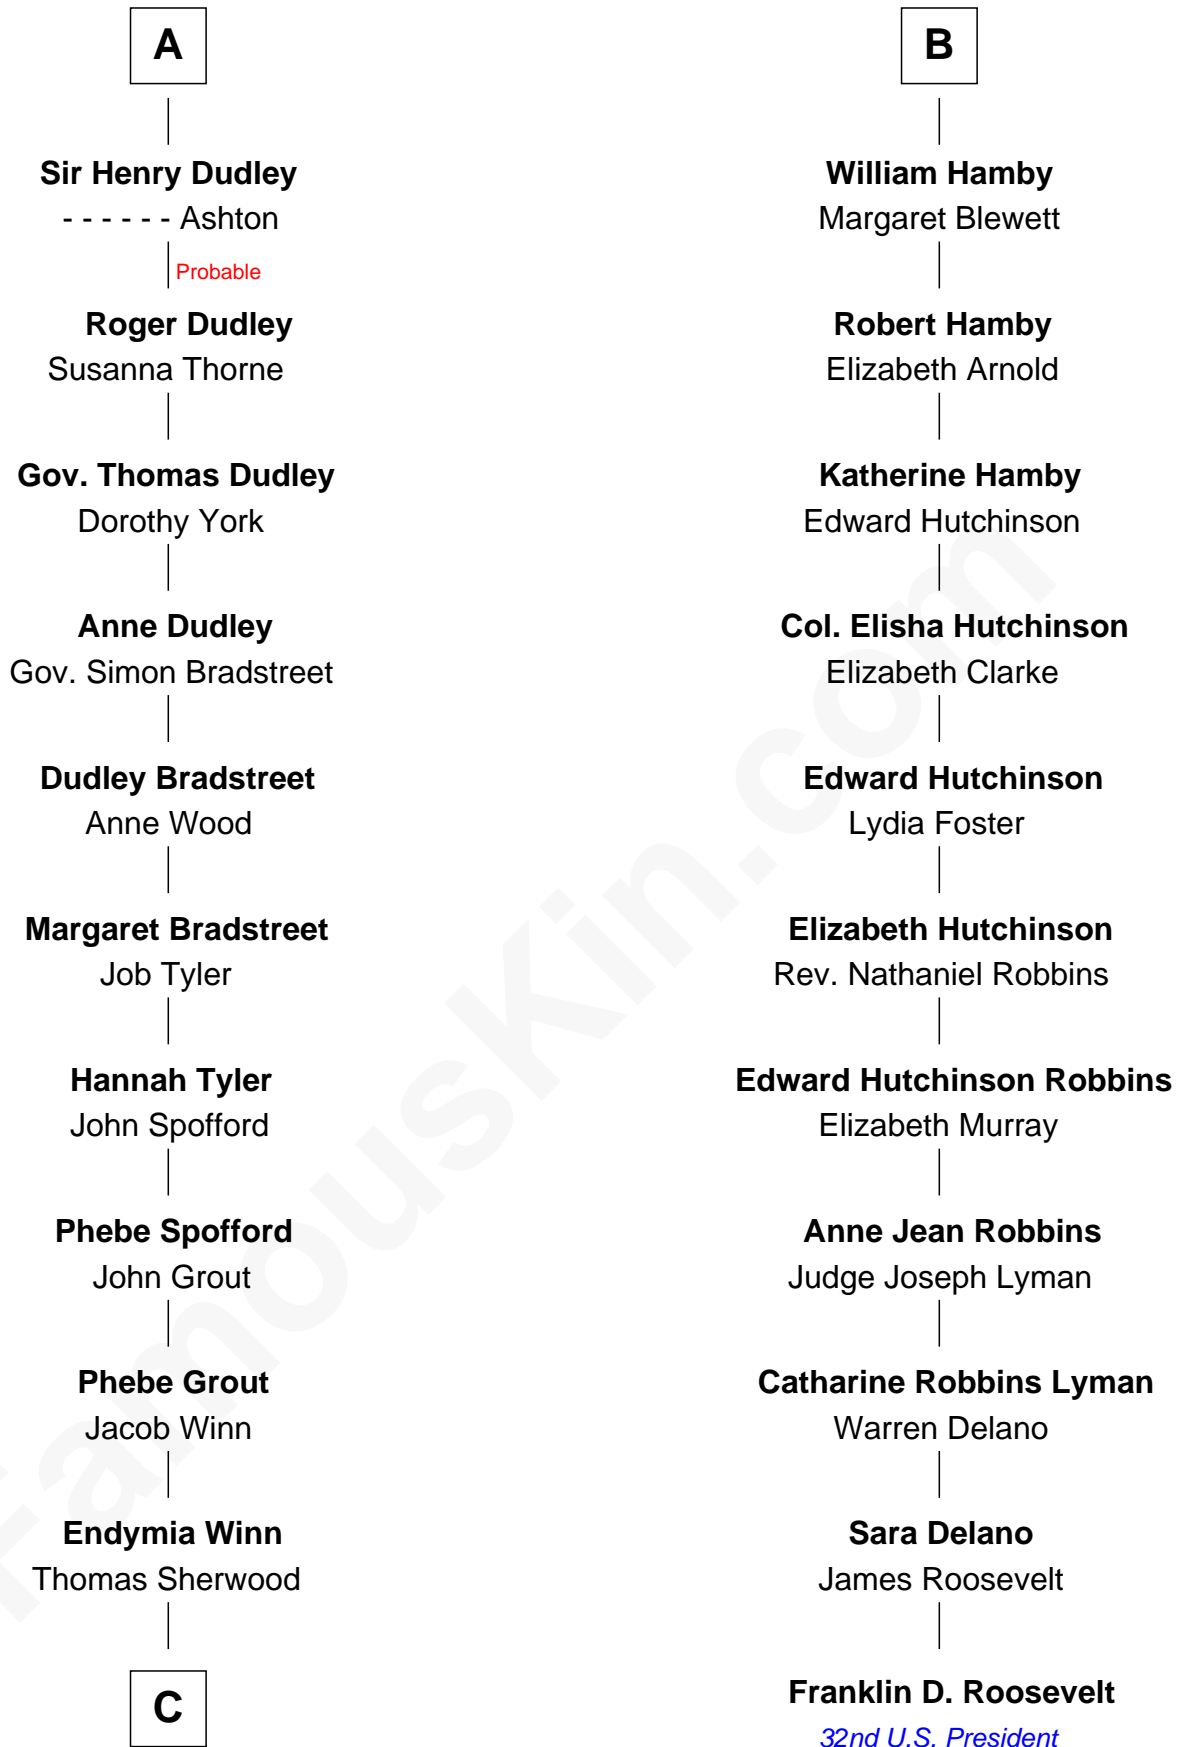 A
Sir Henry Dudley
- - - - - - Ashton
Probable
Roger Dudley
Susanna Thorne
Gov. Thomas Dudley
Dorothy York
Anne Dudley
Gov. Simon Bradstreet
Dudley Bradstreet
Anne Wood
Margaret Bradstreet
Job Tyler
Hannah Tyler
John Spofford
Phebe Spofford
John Grout
Phebe Grout
Jacob Winn
Endymia Winn
Thomas Sherwood
C
B
William Hamby
Margaret Blewett
Robert Hamby
Elizabeth Arnold
Katherine Hamby
Edward Hutchinson
Col. Elisha Hutchinson
Elizabeth Clarke
Edward Hutchinson
Lydia Foster
Elizabeth Hutchinson
Rev. Nathaniel Robbins
Edward Hutchinson Robbins
Elizabeth Murray
Anne Jean Robbins
Judge Joseph Lyman
Catharine Robbins Lyman
Warren Delano
Sara Delano
James Roosevelt
Franklin D. Roosevelt
32nd U.S. President
FamousKin.com